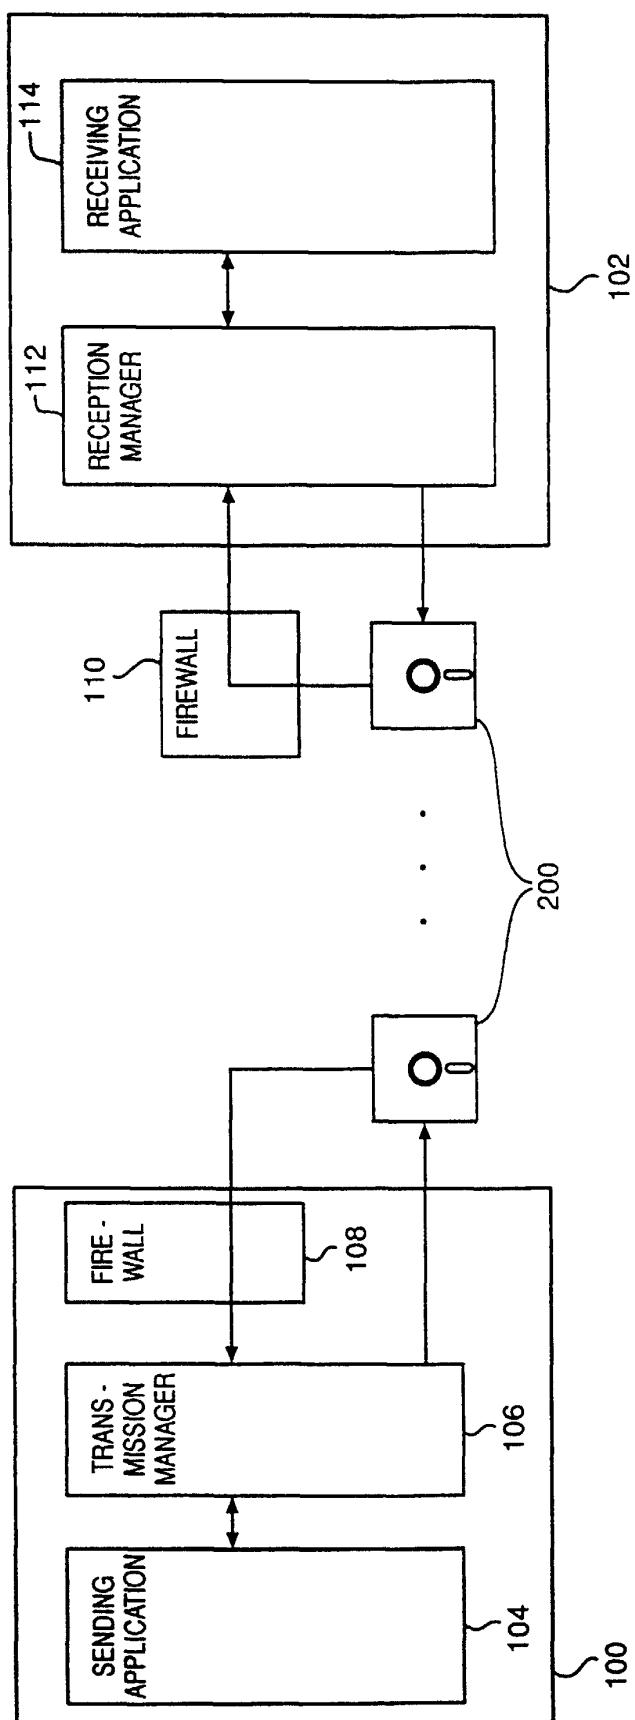 SENDING
APPLICATION
104
TRANS -
MISSION
MANAGER
106
FIRE -
WALL
108
100
200
FIREWALL
110
RECEPTION
MANAGER
112
RECEIVING
APPLICATION
114
102